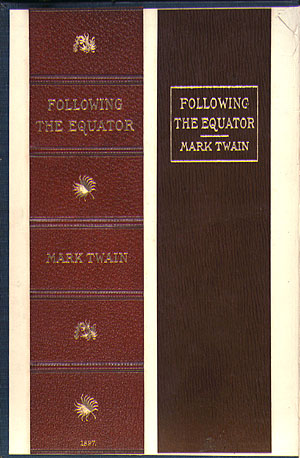 FOLLOWING
THE EQUATOR
MARK TWAIN
1897.
FOLLOWING
THE EQUATOR
MARK TWAIN